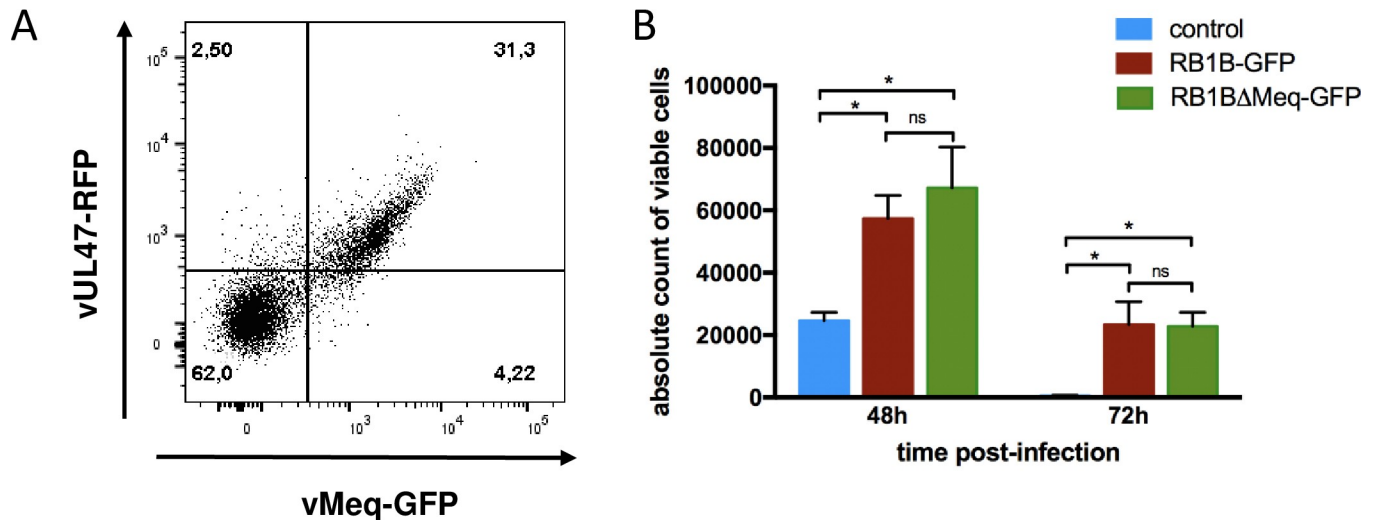 A
2,50
31,3
10⁵
10⁴
10³
0
62,0
4,22
0
10³
10⁴
10⁵
vUL47-RFP
vMeq-GFP
B
control
RB1B-GFP
RB1BΔMeq-GFP
absolute count of viable cells
100000
80000
60000
40000
20000
0
*
*
ns
*
*
ns
48h
72h
time post-infection